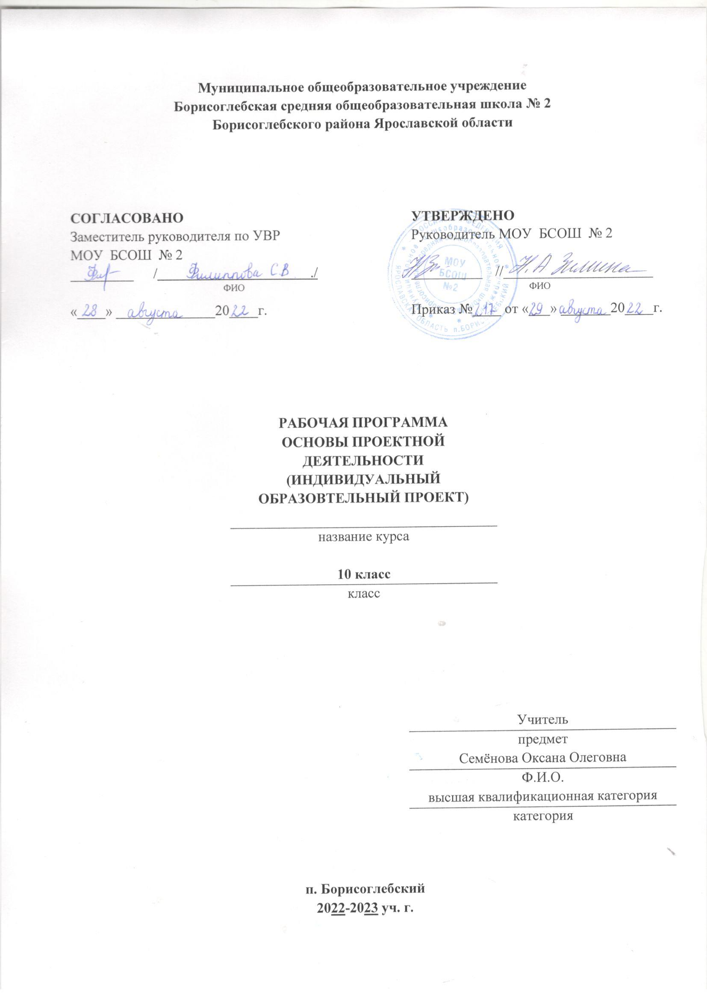 Муниципальное общеобразовательное учреждение
Борисоглебская средняя общеобразовательная школа № 2
Борисоглебского района Ярославской области
СОГЛАСОВАНО
Заместитель руководителя по УВР
МОУ БСОШ № 2
/ Филиппова С В ./
ФИО
« 28 » августа 2022 г.
УТВЕРЖДЕНО
Руководитель МОУ БСОШ № 2
// Н. А Зимина
ФИО
Приказ № 217 от «29» августа 2022 г.
МОУ
БСОШ
№2
РАБОЧАЯ ПРОГРАММА
ОСНОВЫ ПРОЕКТНОЙ
ДЕЯТЕЛЬНОСТИ
(ИНДИВИДУАЛЬНЫЙ
ОБРАЗОВТЕЛЬНЫЙ ПРОЕКТ)
название курса
10 класс
класс
Учитель
предмет
Семёнова Оксана Олеговна
Ф.И.О.
высшая квалификационная категория
категория
п. Борисоглебский
2022-2023 уч. г.